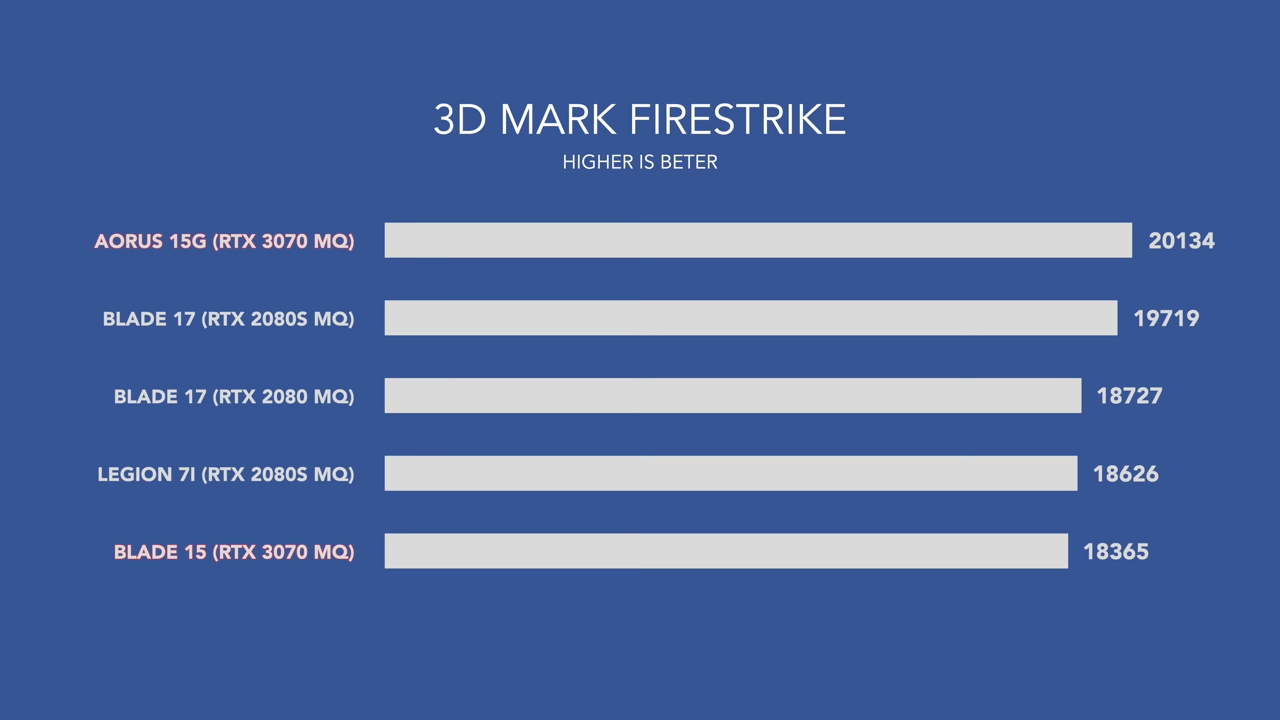 3D MARK FIRESTRIKE
HIGHER IS BETER
AORUS 15G (RTX 3070 MQ) 20134
BLADE 17 (RTX 2080S MQ) 19719
BLADE 17 (RTX 2080 MQ) 18727
LEGION 7I (RTX 2080S MQ) 18626
BLADE 15 (RTX 3070 MQ) 18365